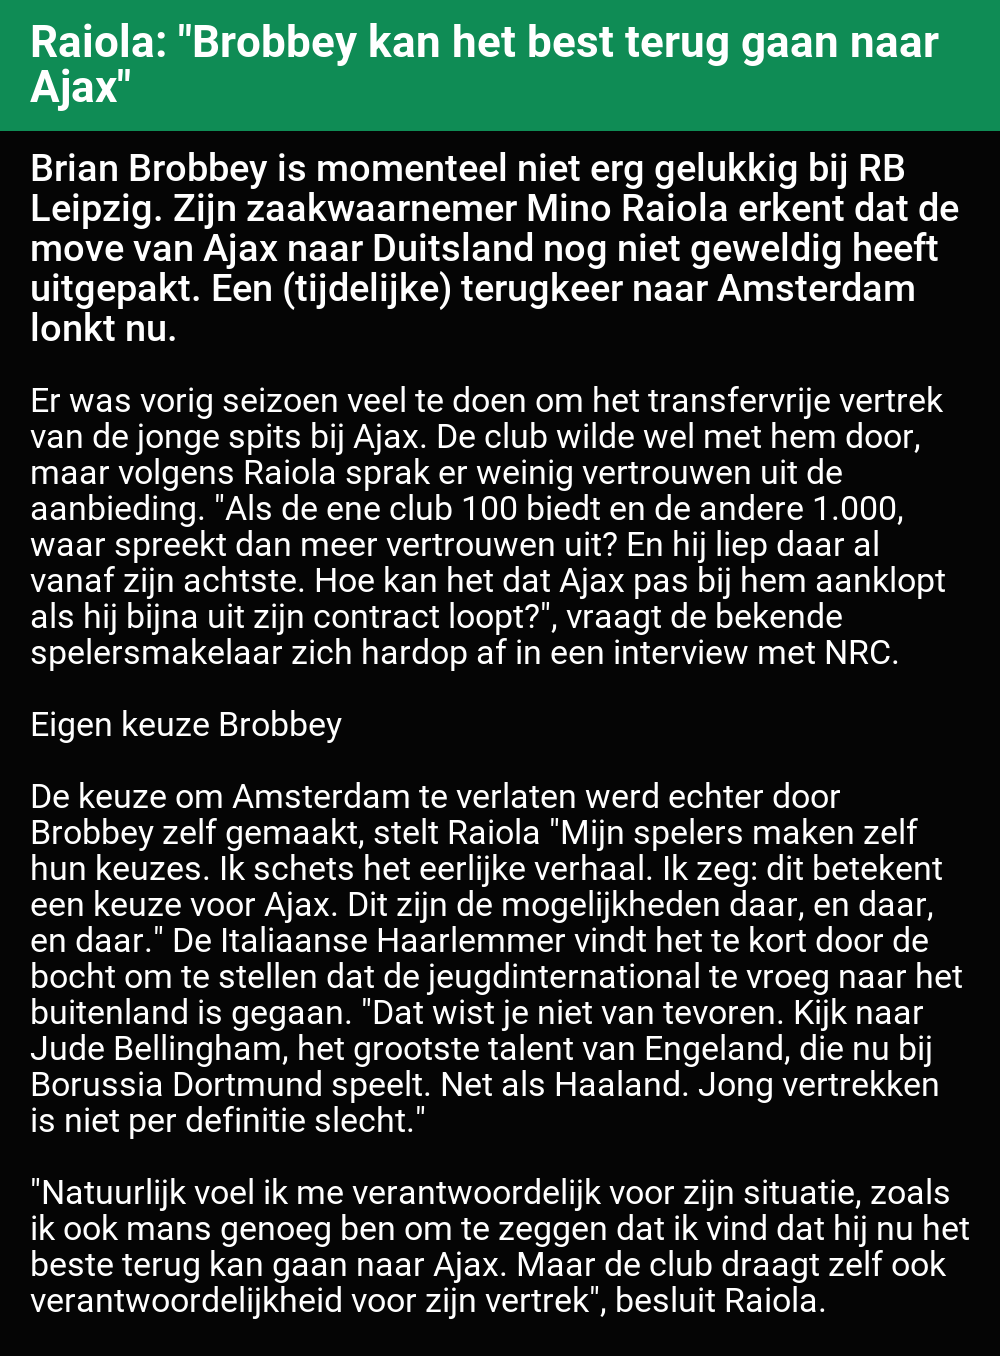 Raiola: "Brobbey kan het best terug gaan naar
Ajax"
Brian Brobbey is momenteel niet erg gelukkig bij RB
Leipzig. Zijn zaakwaarnemer Mino Raiola erkent dat de
move van Ajax naar Duitsland nog niet geweldig heeft
uitgepakt. Een (tijdelijke) terugkeer naar Amsterdam
lonkt nu.
Er was vorig seizoen veel te doen om het transfervrije vertrek
van de jonge spits bij Ajax. De club wilde wel met hem door,
maar volgens Raiola sprak er weinig vertrouwen uit de
aanbieding. "Als de ene club 100 biedt en de andere 1.000,
waar spreekt dan meer vertrouwen uit? En hij liep daar al
vanaf zijn achtste. Hoe kan het dat Ajax pas bij hem aanklopt
als hij bijna uit zijn contract loopt?", vraagt de bekende
spelersmakelaar zich hardop af in een interview met NRC.
Eigen keuze Brobbey
De keuze om Amsterdam te verlaten werd echter door
Brobbey zelf gemaakt, stelt Raiola "Mijn spelers maken zelf
hun keuzes. Ik schets het eerlijke verhaal. Ik zeg: dit betekent
een keuze voor Ajax. Dit zijn de mogelijkheden daar, en daar,
en daar." De Italiaanse Haarlemmer vindt het te kort door de
bocht om te stellen dat de jeugdinternational te vroeg naar het
buitenland is gegaan. "Dat wist je niet van tevoren. Kijk naar
Jude Bellingham, het grootste talent van Engeland, die nu bij
Borussia Dortmund speelt. Net als Haaland. Jong vertrekken
is niet per definitie slecht."
"Natuurlijk voel ik me verantwoordelijk voor zijn situatie, zoals
ik ook mans genoeg ben om te zeggen dat ik vind dat hij nu het
beste terug kan gaan naar Ajax. Maar de club draagt zelf ook
verantwoordelijkheid voor zijn vertrek", besluit Raiola.